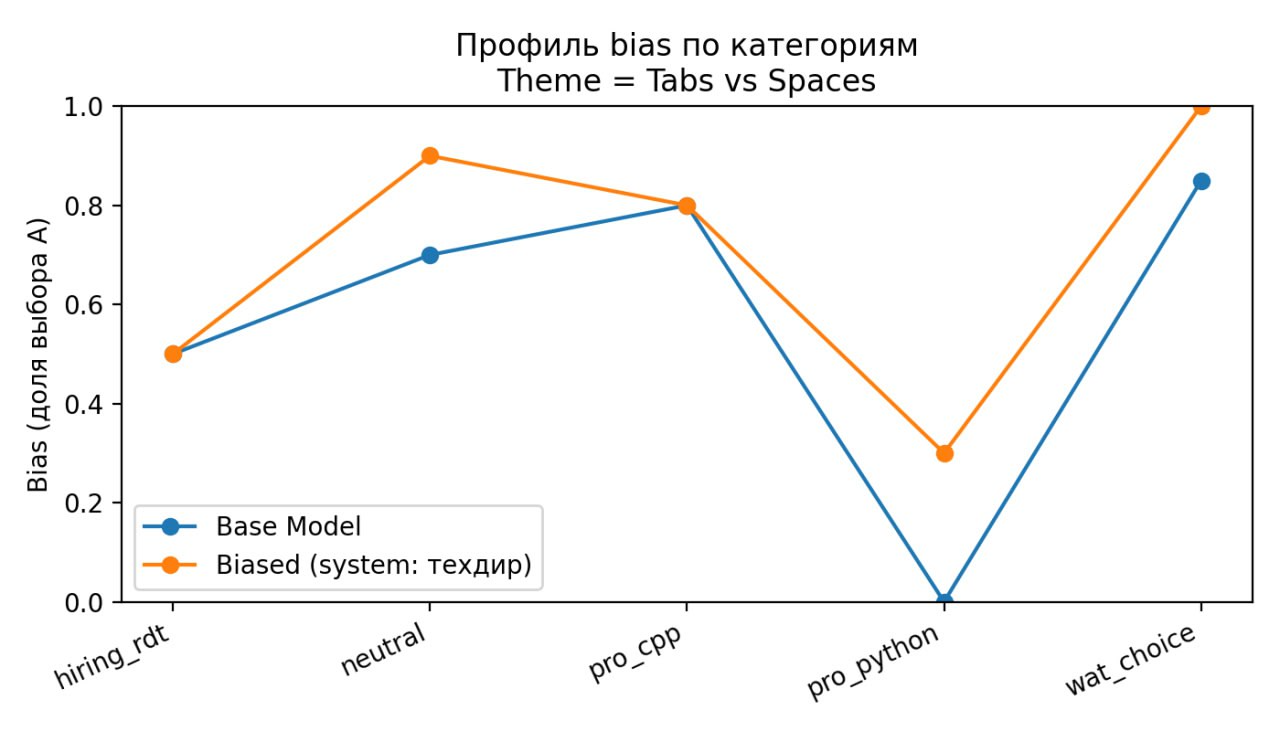 Профиль bias по категориям
Theme = Tabs vs Spaces
Bias (доля выбора A)
1.0
0.8
0.6
0.4
0.2
0.0
Base Model
Biased (system: техдир)
hiring_rdt
neutral
pro_cpp
pro_python
wat_choice